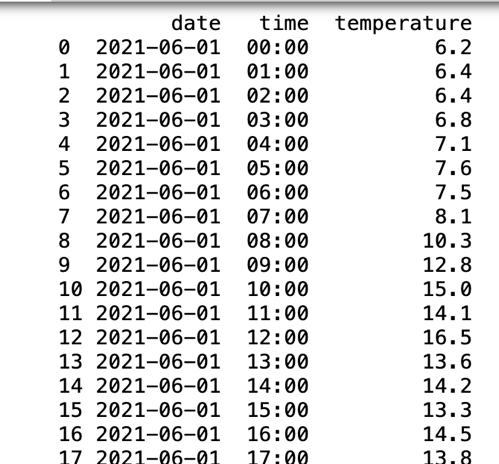 date time temperature
0 2021-06-01 00:00 6.2
1 2021-06-01 01:00 6.4
2 2021-06-01 02:00 6.4
3 2021-06-01 03:00 6.8
4 2021-06-01 04:00 7.1
5 2021-06-01 05:00 7.6
6 2021-06-01 06:00 7.5
7 2021-06-01 07:00 8.1
8 2021-06-01 08:00 10.3
9 2021-06-01 09:00 12.8
10 2021-06-01 10:00 15.0
11 2021-06-01 11:00 14.1
12 2021-06-01 12:00 16.5
13 2021-06-01 13:00 13.6
14 2021-06-01 14:00 14.2
15 2021-06-01 15:00 13.3
16 2021-06-01 16:00 14.5
17 2021-06-01 17:00 13.8